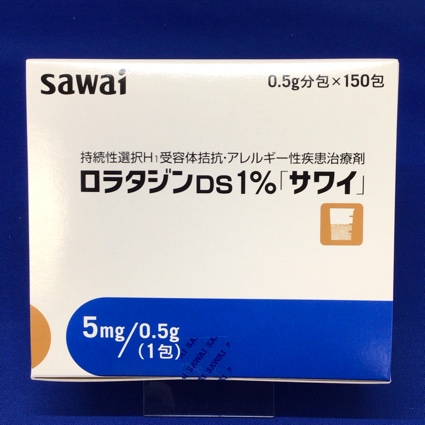 sawai
0.5g分包×150包
持続性選択H₁受容体拮抗・アレルギー性疾患治療剤
ロラタジンDS1%「サワイ」
5mg/0.5g
(1包)
SAWAI